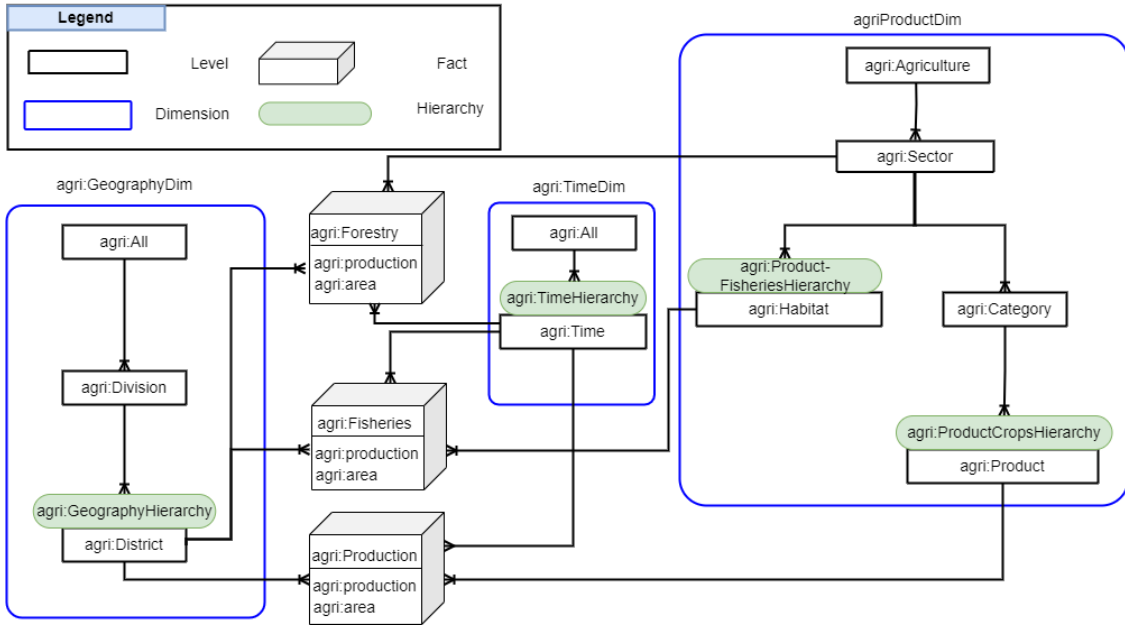 Legend
Level
Fact
Dimension
Hierarchy
agriProductDim
agri:Agriculture
agri:Sector
agri:Product-
FisheriesHierarchy
agri:Habitat
agri:Category
agri:ProductCropsHierarchy
agri:Product
agri:GeographyDim
agri:All
agri:Division
agri:GeographyHierarchy
agri:District
agri:Forestry
agri:production
agri:area
agri:TimeDim
agri:All
agri:TimeHierarchy
agri:Time
agri:Fisheries
agri:production
agri:area
agri:Production
agri:production
agri:area